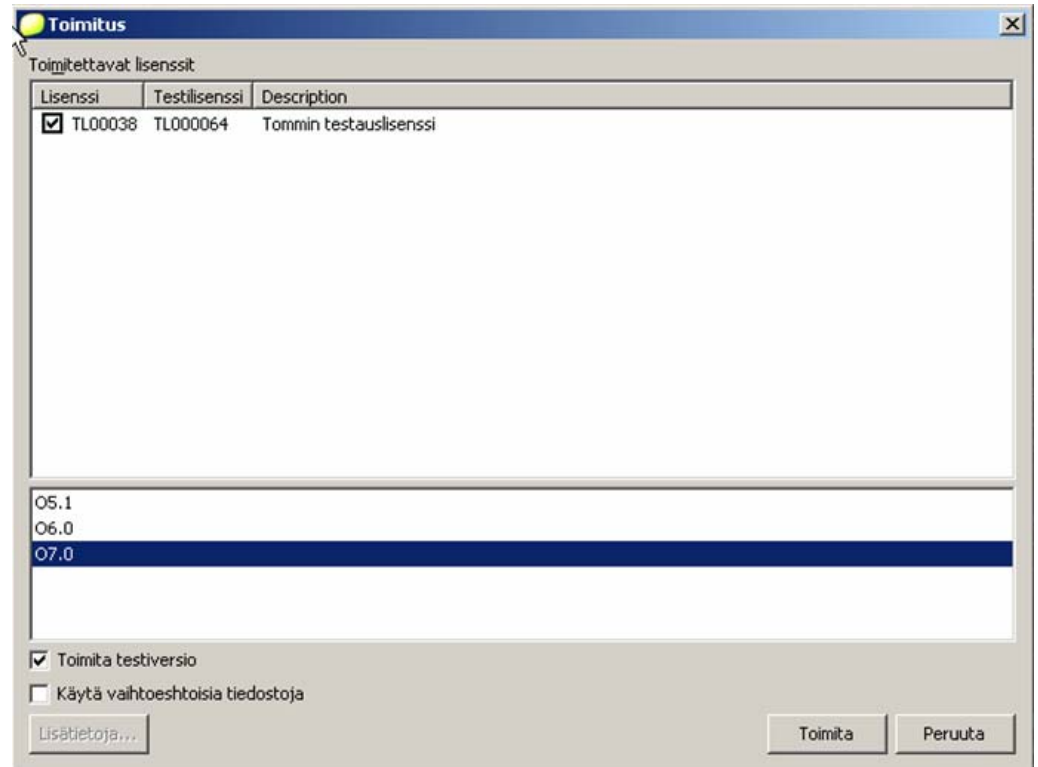 Toimitus
Toimitettavat lisenssit
Lisenssi Testilisenssi Description
TL00038 TL000064 Tommin testauslisenssi
O5.1
O6.0
O7.0
Toimita testiversio
Käytä vaihtoeshtoisia tiedostoja
Lisätietoja... Toimita Peruuta